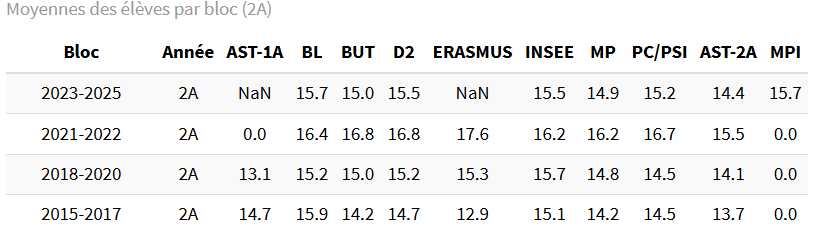 Moyennes des élèves par bloc (2A)
Bloc Année AST-1A BL BUT D2 ERASMUS INSEE MP PC/PSI AST-2A MPI
2023-2025 2A NaN 15.7 15.0 15.5 NaN 15.5 14.9 15.2 14.4 15.7
2021-2022 2A 0.0 16.4 16.8 16.8 17.6 16.2 16.2 16.7 15.5 0.0
2018-2020 2A 13.1 15.2 15.0 15.2 15.3 15.7 14.8 14.5 14.1 0.0
2015-2017 2A 14.7 15.9 14.2 14.7 12.9 15.1 14.2 14.5 13.7 0.0